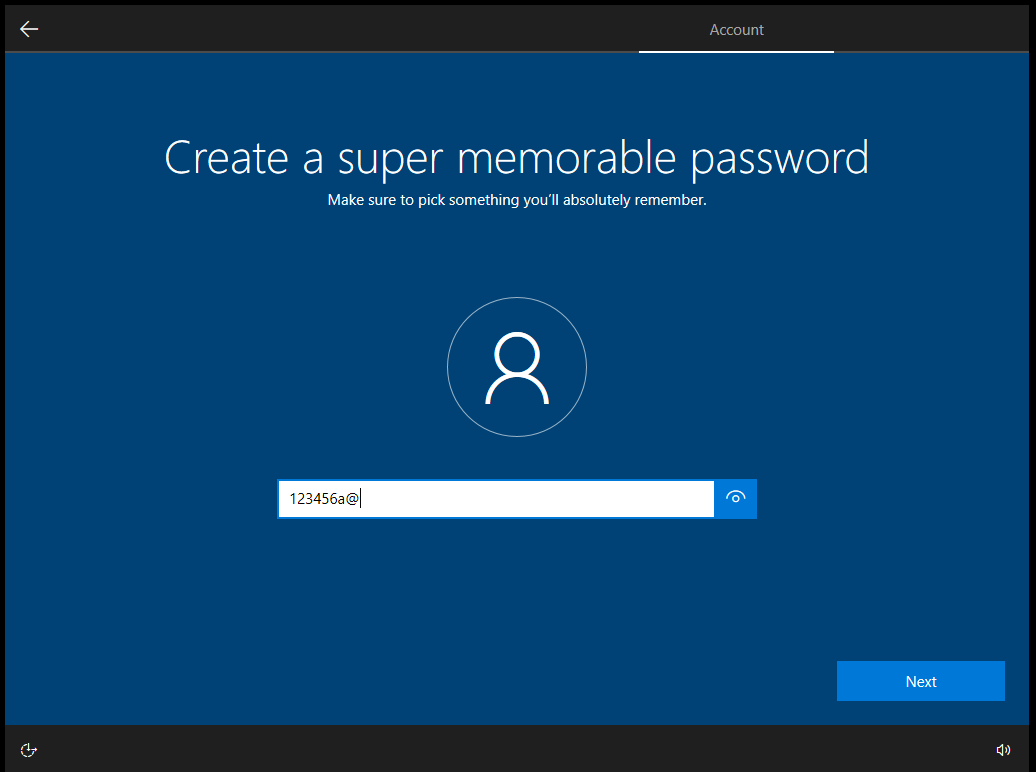 Account
Create a super memorable password
Make sure to pick something you’ll absolutely remember.
123456a@
Next